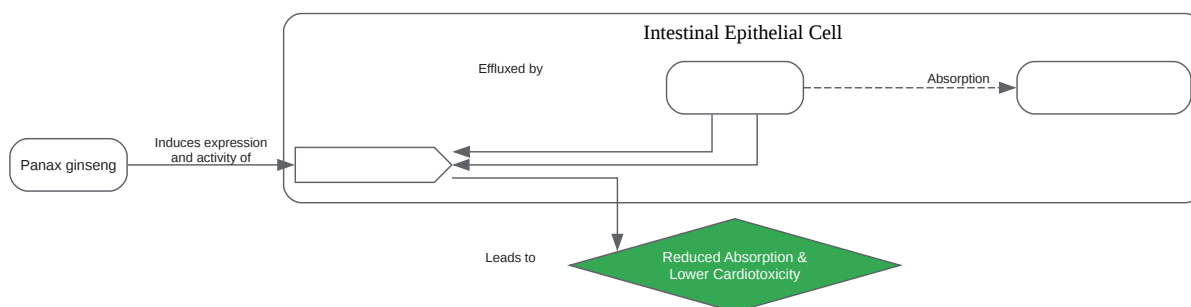 Intestinal Epithelial Cell
Effluxed by
Absorption
Induces expression
and activity of
Panax ginseng
Leads to
Reduced Absorption &
Lower Cardiotoxicity